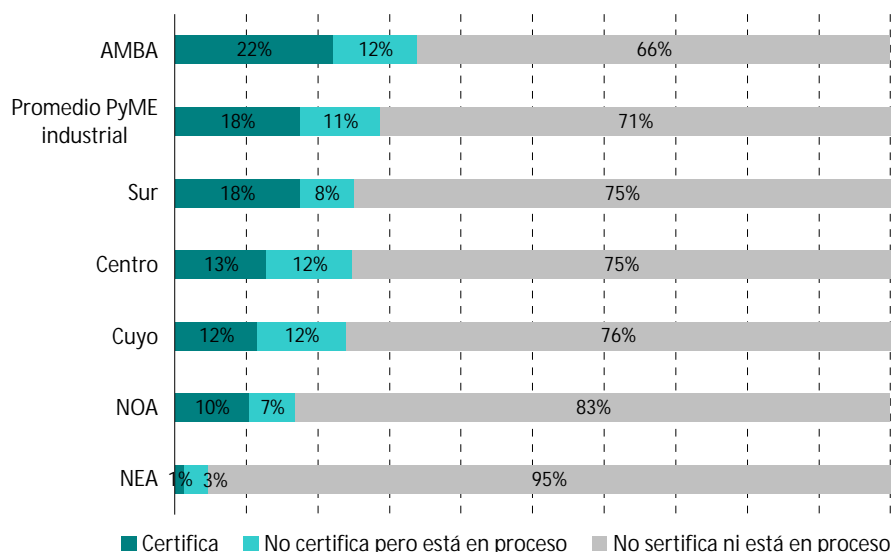 AMBA 22% 12% 66%
Promedio PyME
industrial 18% 11% 71%
Sur 18% 8% 75%
Centro 13% 12% 75%
Cuyo 12% 12% 76%
NOA 10% 7% 83%
NEA 1% 3% 95%
Certifica No certifica pero está en proceso No sertifica ni está en proceso